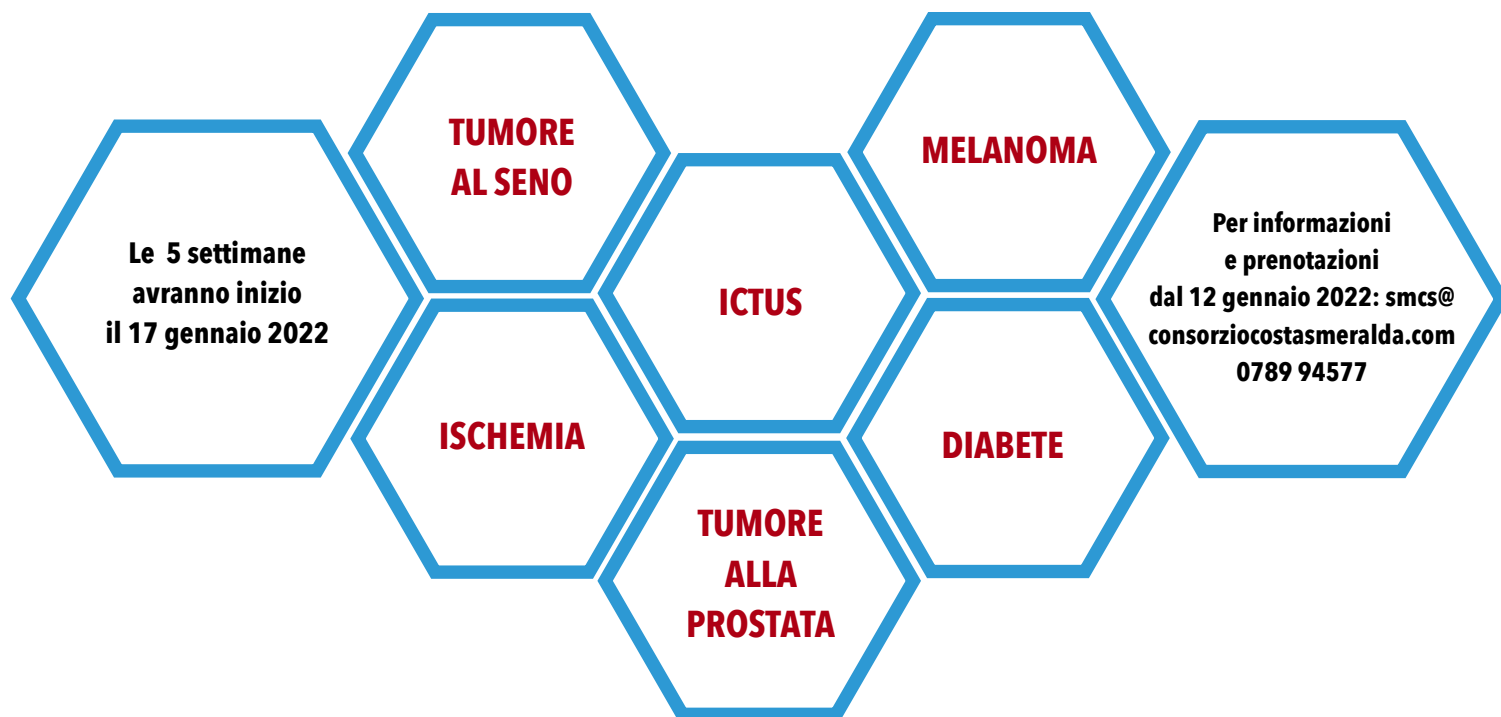 TUMORE
AL SENO
MELANOMA
Le 5 settimane
avranno inizio
il 17 gennaio 2022
ICTUS
Per informazioni
e prenotazioni
dal 12 gennaio 2022: smcs@
consorziocostasmeralda.com
0789 94577
ISCHEMIA
DIABETE
TUMORE
ALLA
PROSTATA